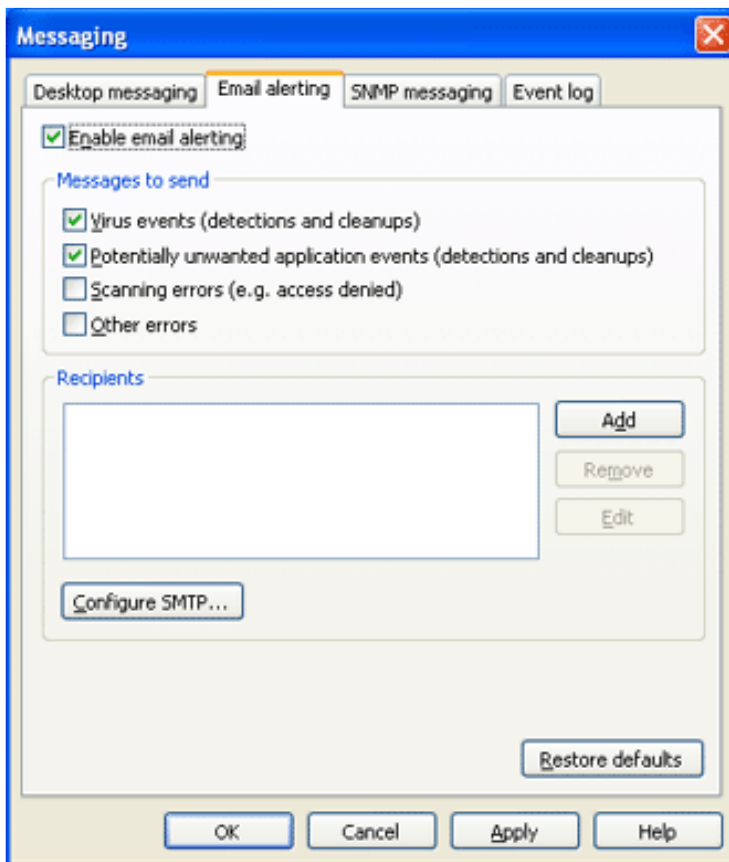 Messaging
Desktop messaging Email alerting SNMP messaging Event log
Enable email alerting
Messages to send
Virus events (detections and cleanups)
Potentially unwanted application events (detections and cleanups)
Scanning errors (e.g. access denied)
Other errors
Recipients
Add
Remove
Edit
Configure SMTP...
Restore defaults
OK Cancel Apply Help